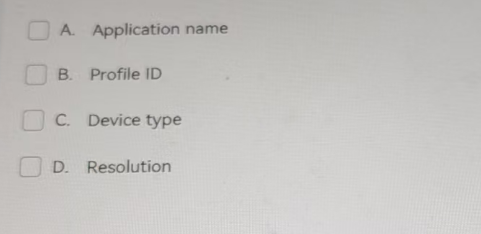 A. Application name
B. Profile ID
C. Device type
D. Resolution